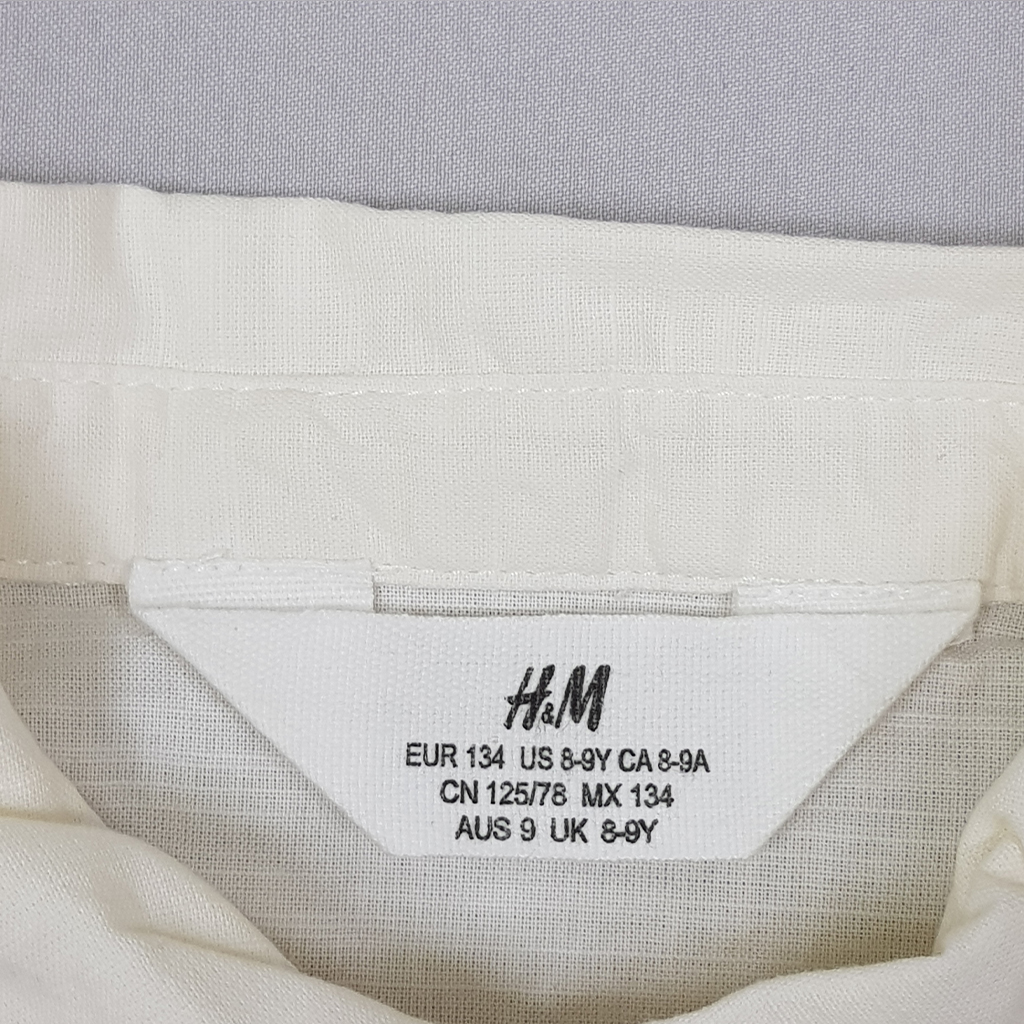 H&M
EUR 134 US 8-9Y CA 8-9A
CN 125/78 MX 134
AUS 9 UK 8-9Y